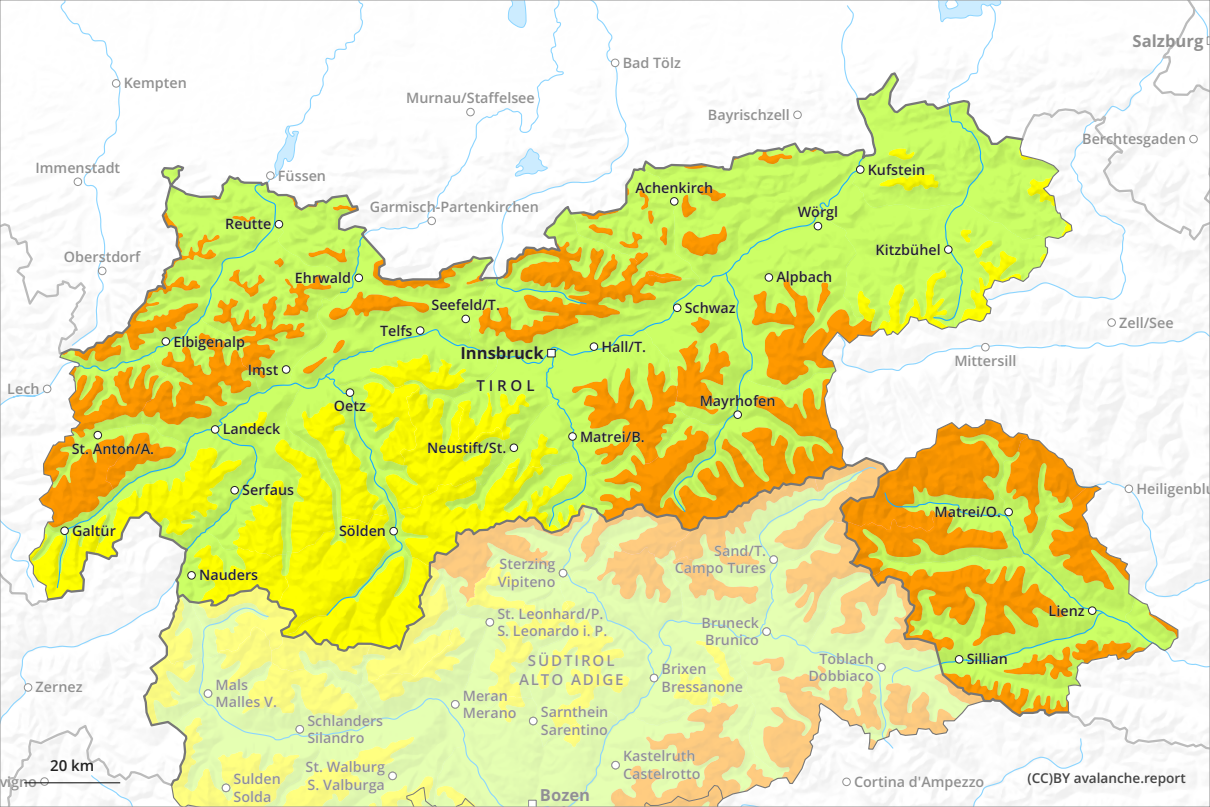 Salzburg
Kempten
Bad Tölz
Murnau/Staffelsee
Bayrischzell
Berchtesgaden
Immenstadt
Füssen
Kufstein
Achenkirch
Garmisch-Partenkirchen
Wörgl
Reutte
Oberstdorf
Kitzbühel
Ehrwald
Alpbach
Seefeld/T.
Schwaz
Zell/See
Telfs
Elbigenalp
Innsbruck
Hall/T.
Mittersill
Imst
TIROL
Lech
Oetz
Mayrhofen
Landeck
Matrei/B.
St. Anton/A.
Neustift/St.
Serfaus
Heiligenblu
Matrei/O.
Galtür
Sölden
Sterzing
Vipiteno
Sand/T.
Campo Tures
Nauders
St. Leonhard/P.
S. Leonardo i. P.
Lienz
Bruneck
Brunico
SÜDTIROL
ALTO ADIGE
Toblach
Dobbiaco
Sillian
Brixen
Bressanone
Zernez
Mals
Malles V.
Meran
Merano
Sarnthein
Sarentino
Schlanders
Silandro
Kastelruth
Castelrotto
St. Walburg
S. Valburga
20 km
vigno
Sulden
Solda
Cortina d'Ampezzo
(CC)BY avalanche.report
Bozen